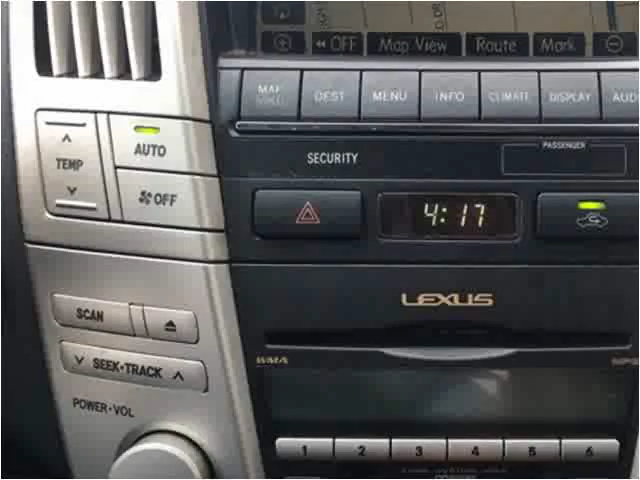 OFF Map View Route Mark
MAP DEST MENU INFO CLIMATE DISPLAY AUD
TEMP
AUTO
OFF
SECURITY
PASSENGER
4:17
LEXUS
SCAN
WMA
SEEK•TRACK
POWER•VOL
1 2 3 4 5 6